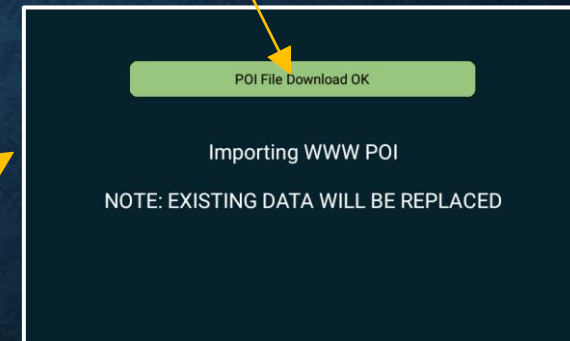 POI File Download OK
Importing WWW POI
NOTE: EXISTING DATA WILL BE REPLACED